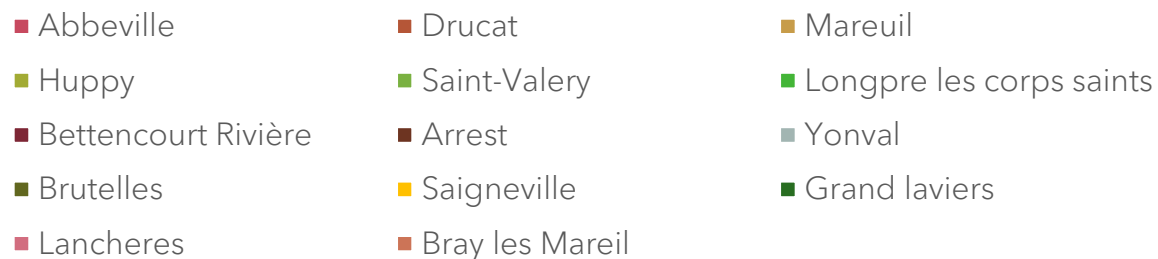 Abbeville Drucat Mareuil
Huppy Saint-Valery Longpre les corps saints
Bettencourt Rivière Arrest Yonval
Brutelles Saigneville Grand laviers
Lancheres Bray les Mareil